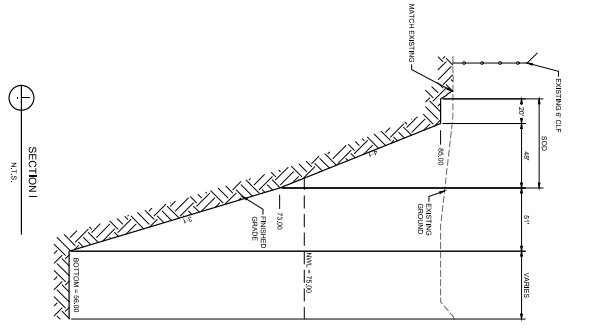 EXISTING 6' CLF
SOD
20'
48'
51'
VARIES
MATCH EXISTING
85.00
EXISTING
GROUND
73.00
FINISHED
GRADE
NWL = 75.00
BOTTOM = 56.00
I
SECTION I
N.T.S.